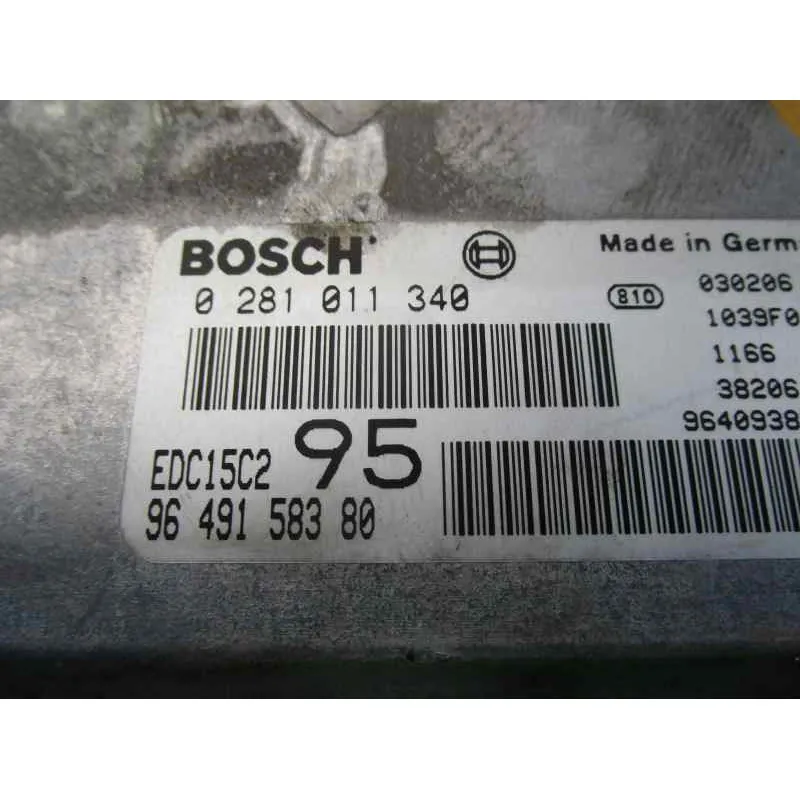 BOSCH
0 281 011 340
EDC15C2 95
96 491 583 80
Made in Germ
810 030206
1039F0
1166
38206
9640938